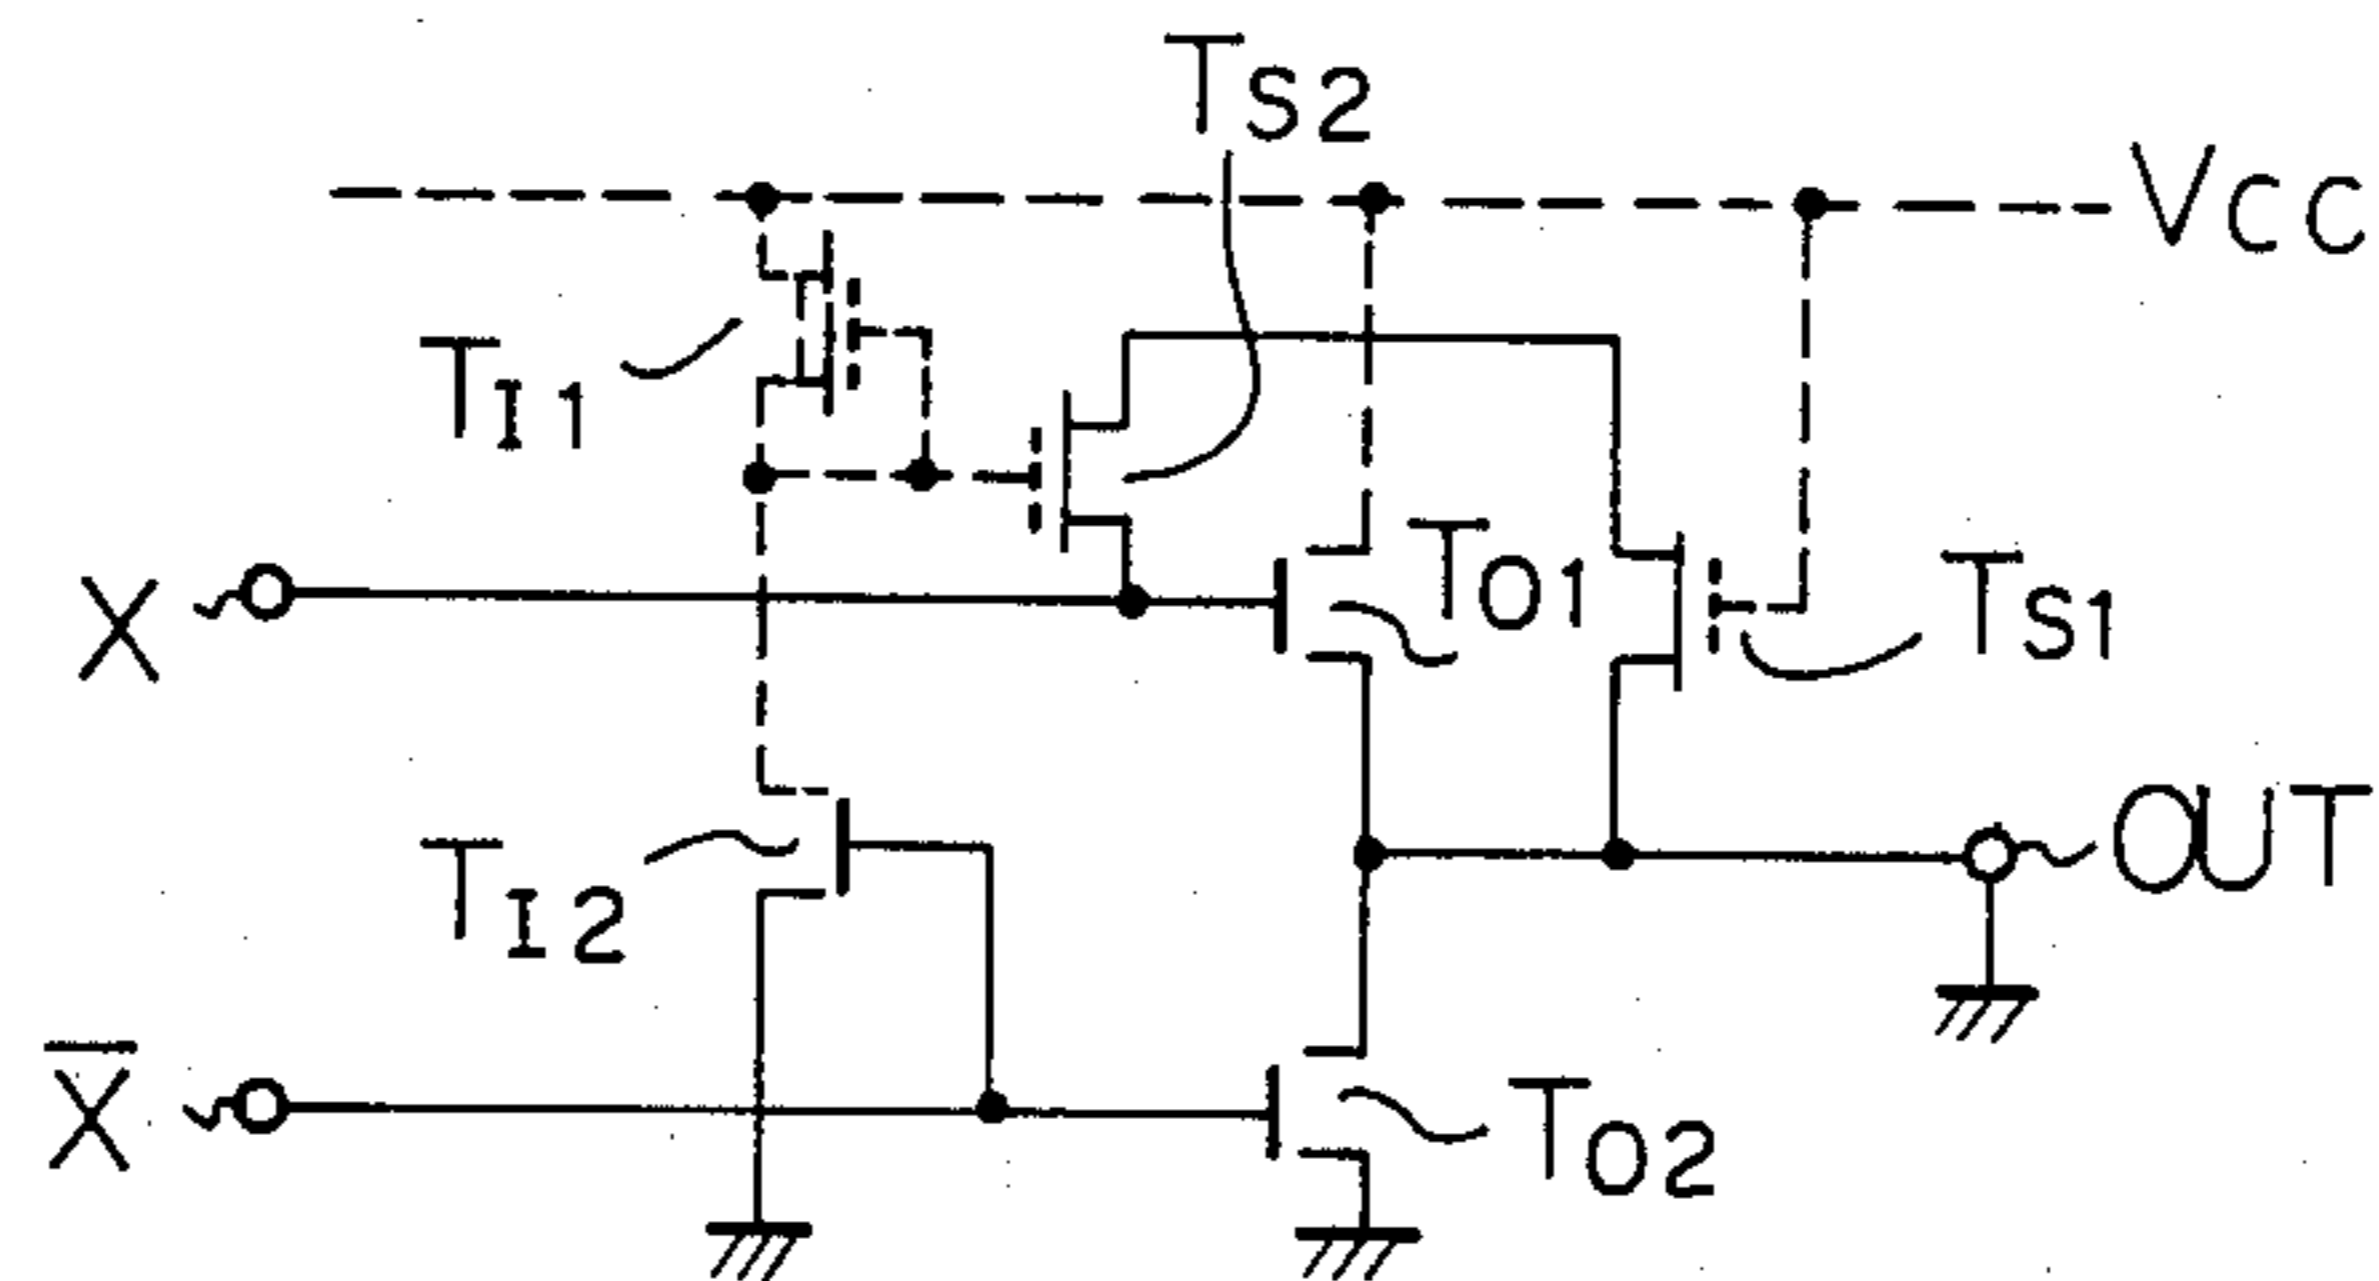 TS2
VCC
TI1
TO1
TS1
X
OUT
TI2
X̅
TO2